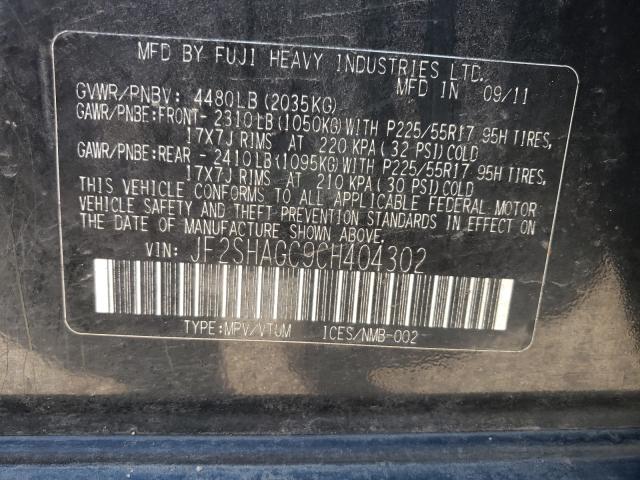 MFD BY FUJI HEAVY INDUSTRIES LTD.
MFD IN 09/11
GVWR/PNBV: 4480LB(2035KG)
GAWR/PNBE:FRONT- 2310LB(1050KG)WITH P225/55R17 95H TIRES,
17X7J RIMS AT 220 KPA(32 PSI)COLD
GAWR/PNBE:REAR - 2410LB(1095KG)WITH P225/55R17 95H TIRES,
17X7J RIMS AT 210 KPA(30 PSI)COLD
THIS VEHICLE CONFORMS TO ALL APPLICABLE FEDERAL MOTOR
VEHICLE SAFETY AND THEFT PREVENTION STANDARDS IN EFFECT ON
THE DATE OF MANUFACTURE SHOWN ABOVE.
VIN: JF2SHAGC9CH404302
TYPE:MPV/VTUM ICES/NMB-002